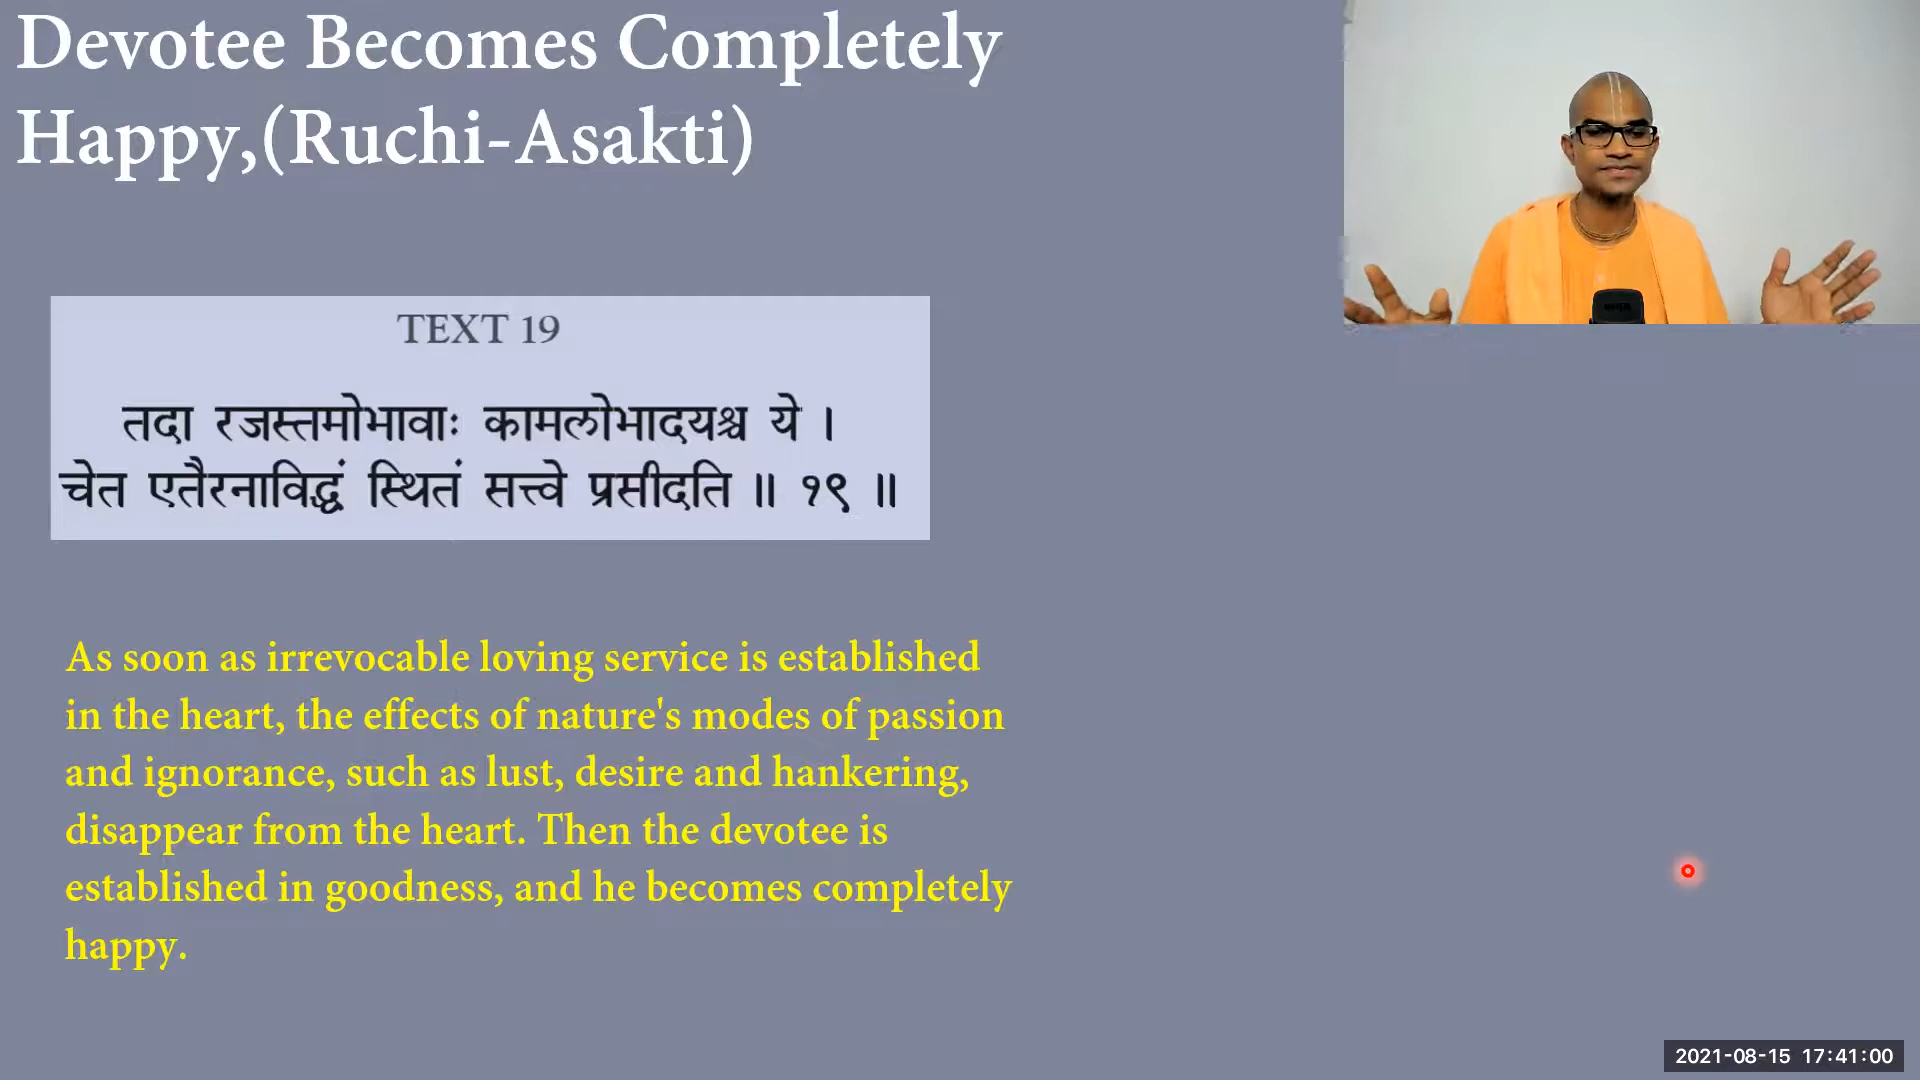 Devotee Becomes Completely
Happy,(Ruchi-Asakti)
TEXT 19
तदा रजस्तमोभावाः कामलोभादयश्च ये ।
चेत एतैरनाविद्धं स्थितं सत्त्वे प्रसीदति ॥ १९ ॥
As soon as irrevocable loving service is established
in the heart, the effects of nature's modes of passion
and ignorance, such as lust, desire and hankering,
disappear from the heart. Then the devotee is
established in goodness, and he becomes completely
happy.
2021-08-15 17:41:00